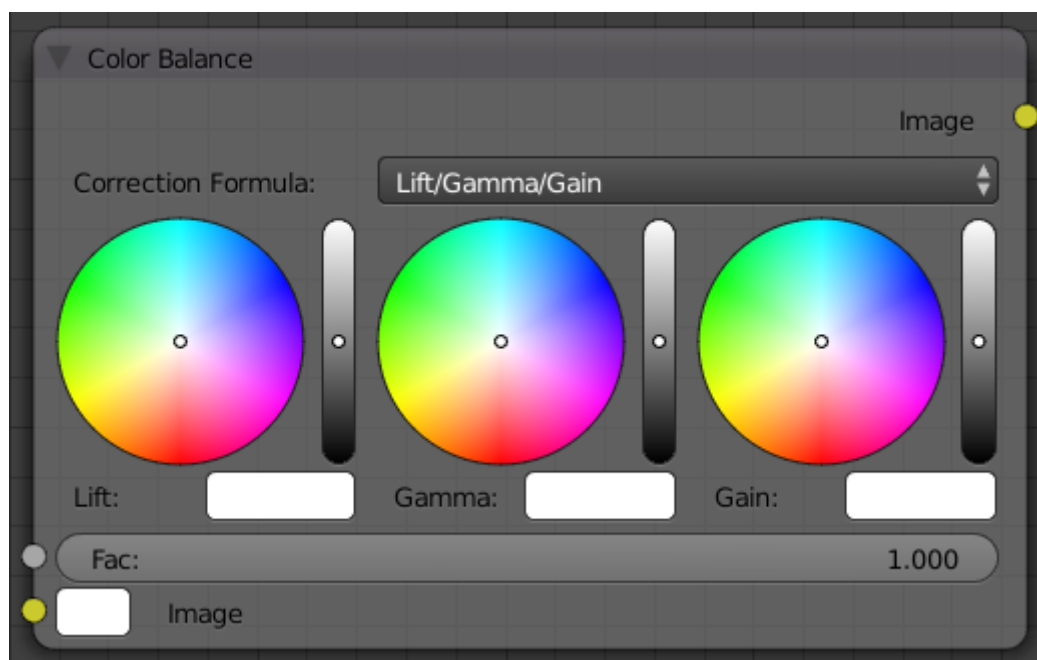 Color Balance
Image
Correction Formula: Lift/Gamma/Gain
Lift: Gamma: Gain:
Fac: 1.000
Image